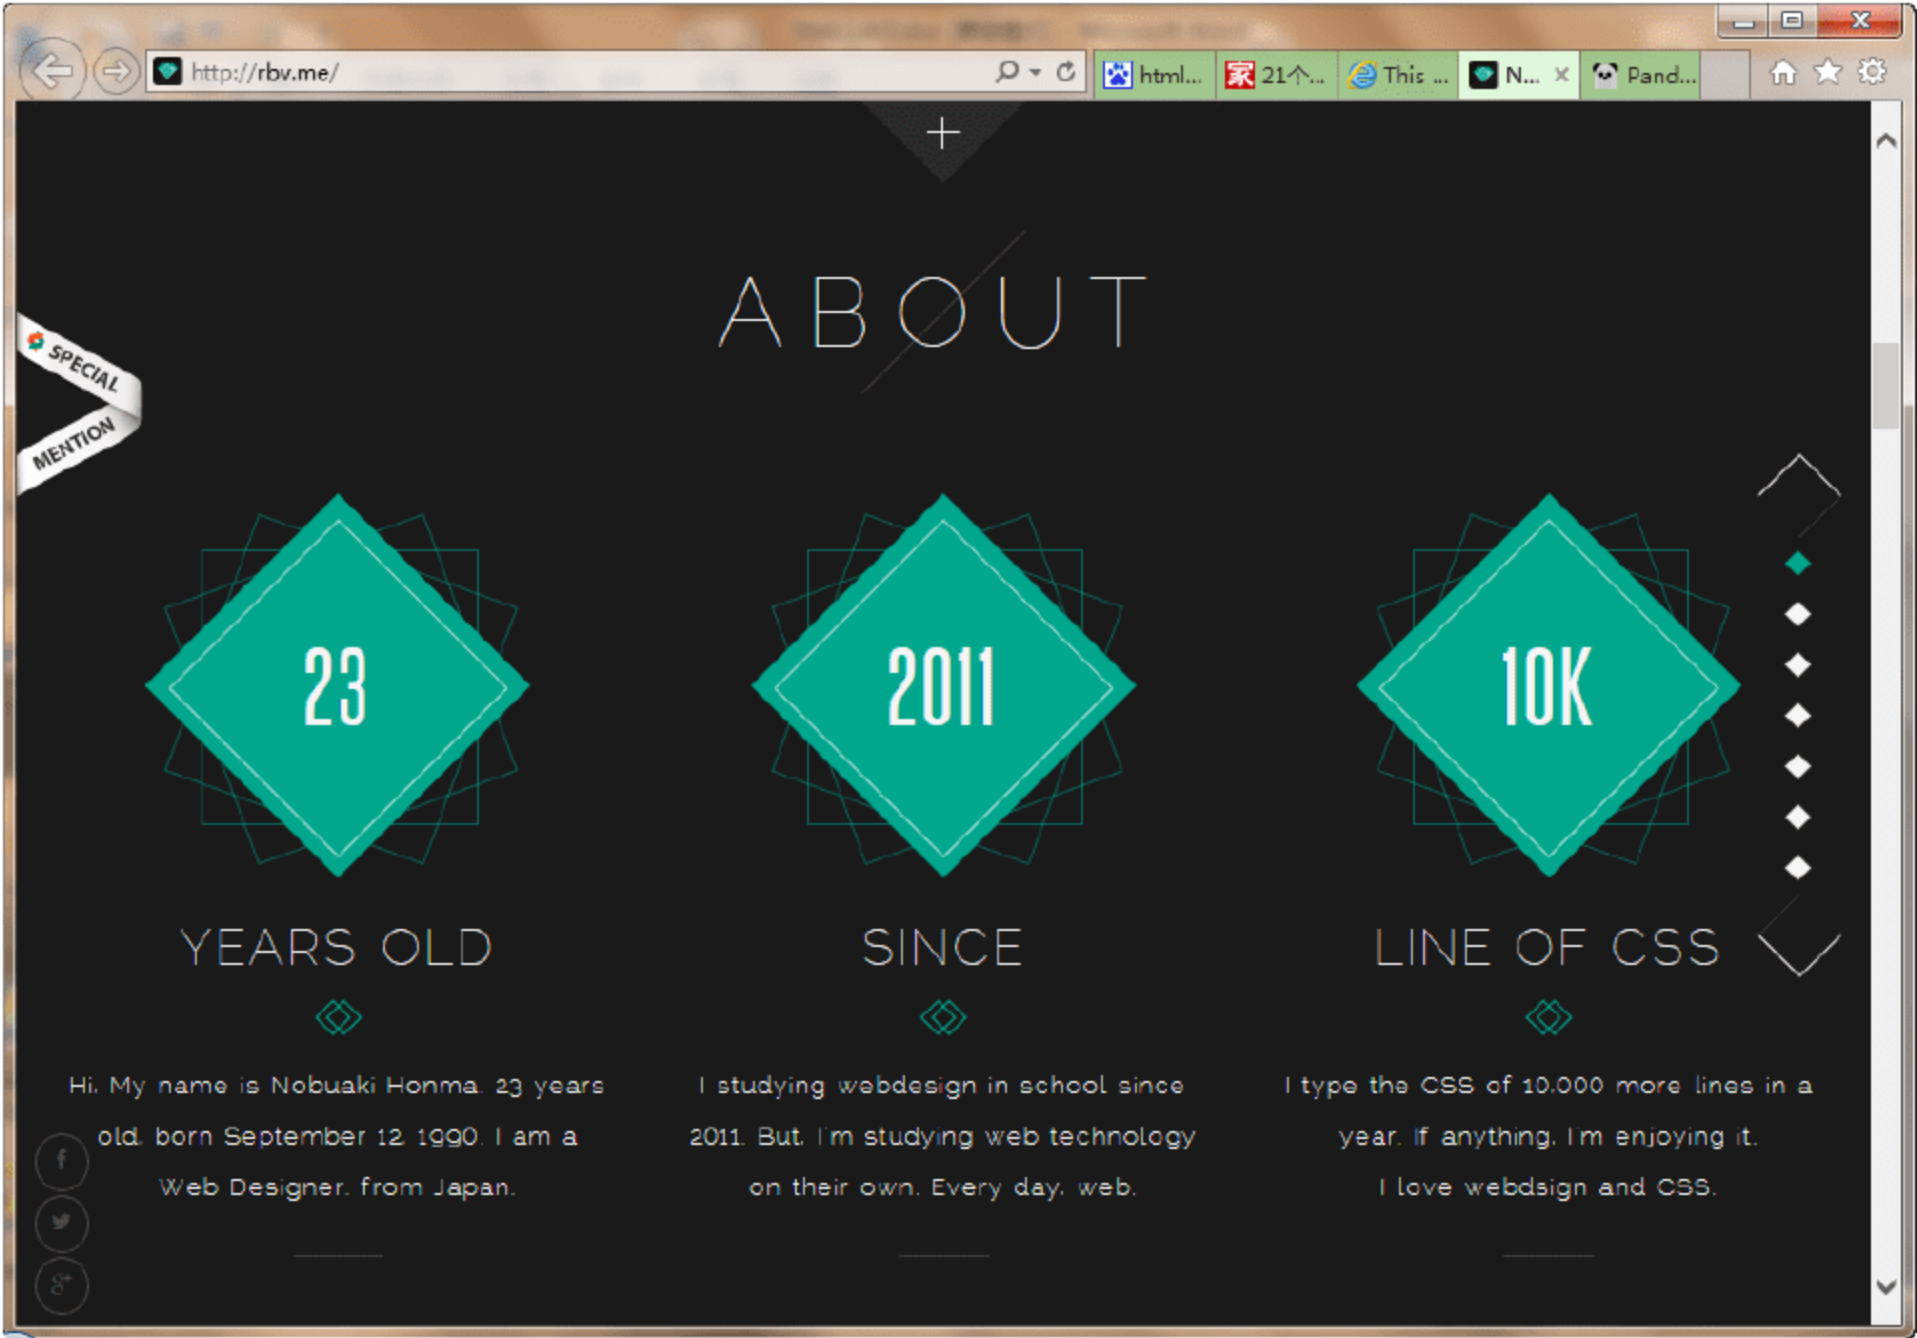 http://rbv.me/
html...
家 21个...
This ...
N...
Pand...
ABOUT
SPECIAL
MENTION
23
2011
10K
YEARS OLD
SINCE
LINE OF CSS
Hi, My name is Nobuaki Honma. 23 years
old, born September 12, 1990. I am a
Web Designer. from Japan.
I studying webdesign in school since
2011. But, I'm studying web technology
on their own. Every day, web.
I type the CSS of 10,000 more lines in a
year. If anything, I'm enjoying it.
I love webdsign and CSS.
f
g+